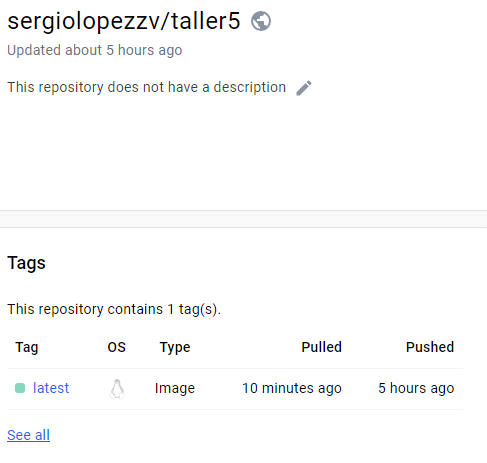 sergiolopezzv/taller5
Updated about 5 hours ago
This repository does not have a description
Tags
This repository contains 1 tag(s).
Tag OS Type Pulled Pushed
latest Image 10 minutes ago 5 hours ago
See all